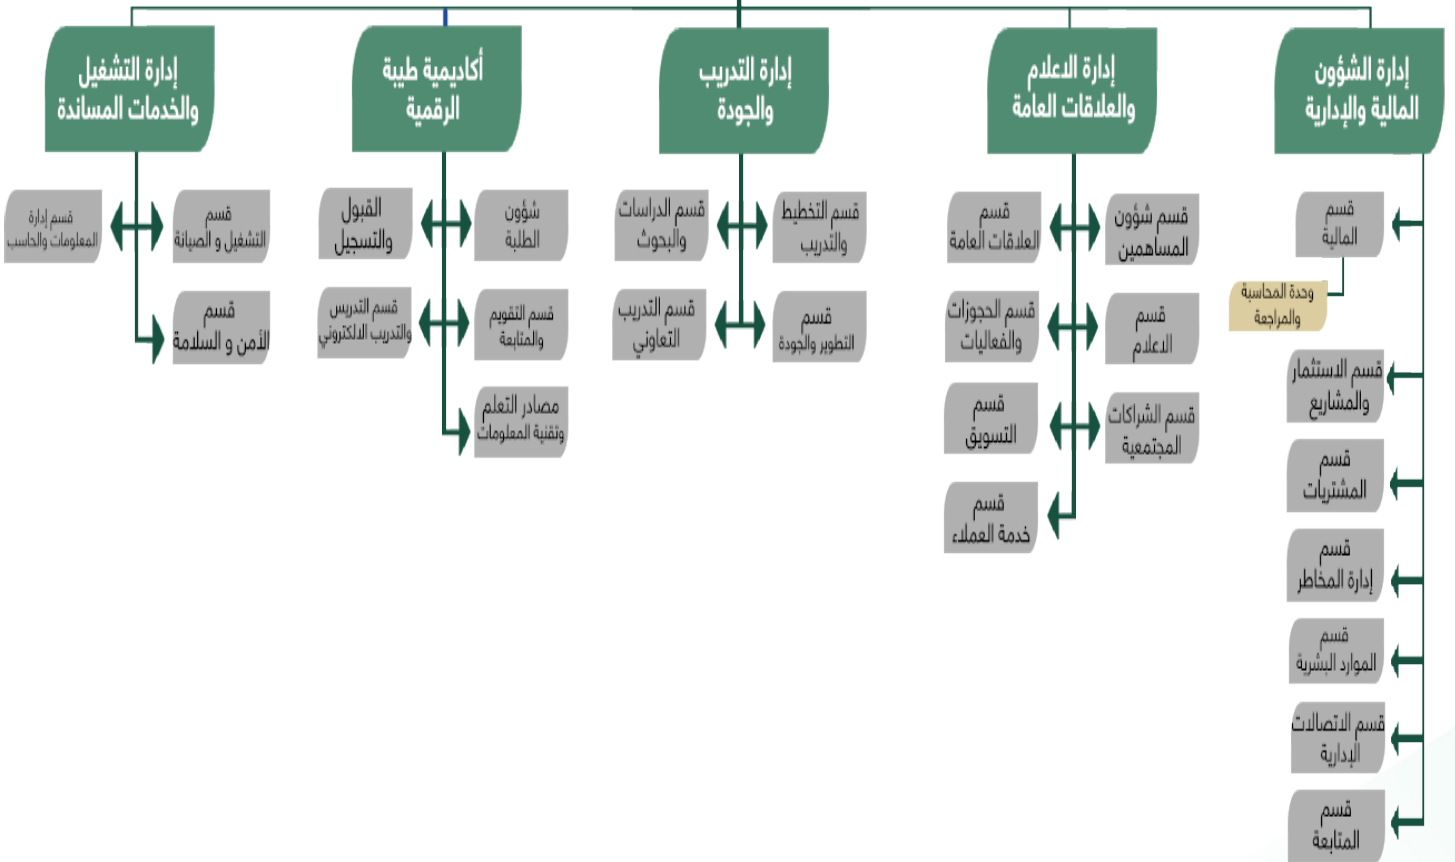 إدارة الشؤون
المالية والإدارية
قسم
المالية
وحدة المحاسبة
والمراجعة
قسم الاستثمار
والمشاريع
قسم
المشتريات
قسم
إدارة المخاطر
قسم
الموارد البشرية
قسم الاتصالات
الإدارية
قسم
المتابعة
إدارة الاعلام
والعلاقات العامة
قسم شؤون
المساهمين
قسم
العلاقات العامة
قسم
الاعلام
قسم الحجوزات
والفعاليات
قسم الشراكات
المجتمعية
قسم
التسويق
قسم
خدمة العملاء
إدارة التدريب
والجودة
قسم التخطيط
والتدريب
قسم الدراسات
والبحوث
قسم
التطوير والجودة
قسم التدريب
التعاوني
أكاديمية طيبة
الرقمية
شؤون
الطلبة
القبول
والتسجيل
قسم التقويم
والمتابعة
قسم التدريس
والتدريب الالكتروني
مصادر التعلم
وتقنية المعلومات
إدارة التشغيل
والخدمات المساندة
قسم
التشغيل و الصيانة
قسم إدارة
المعلومات والحاسب
قسم
الأمن و السلامة